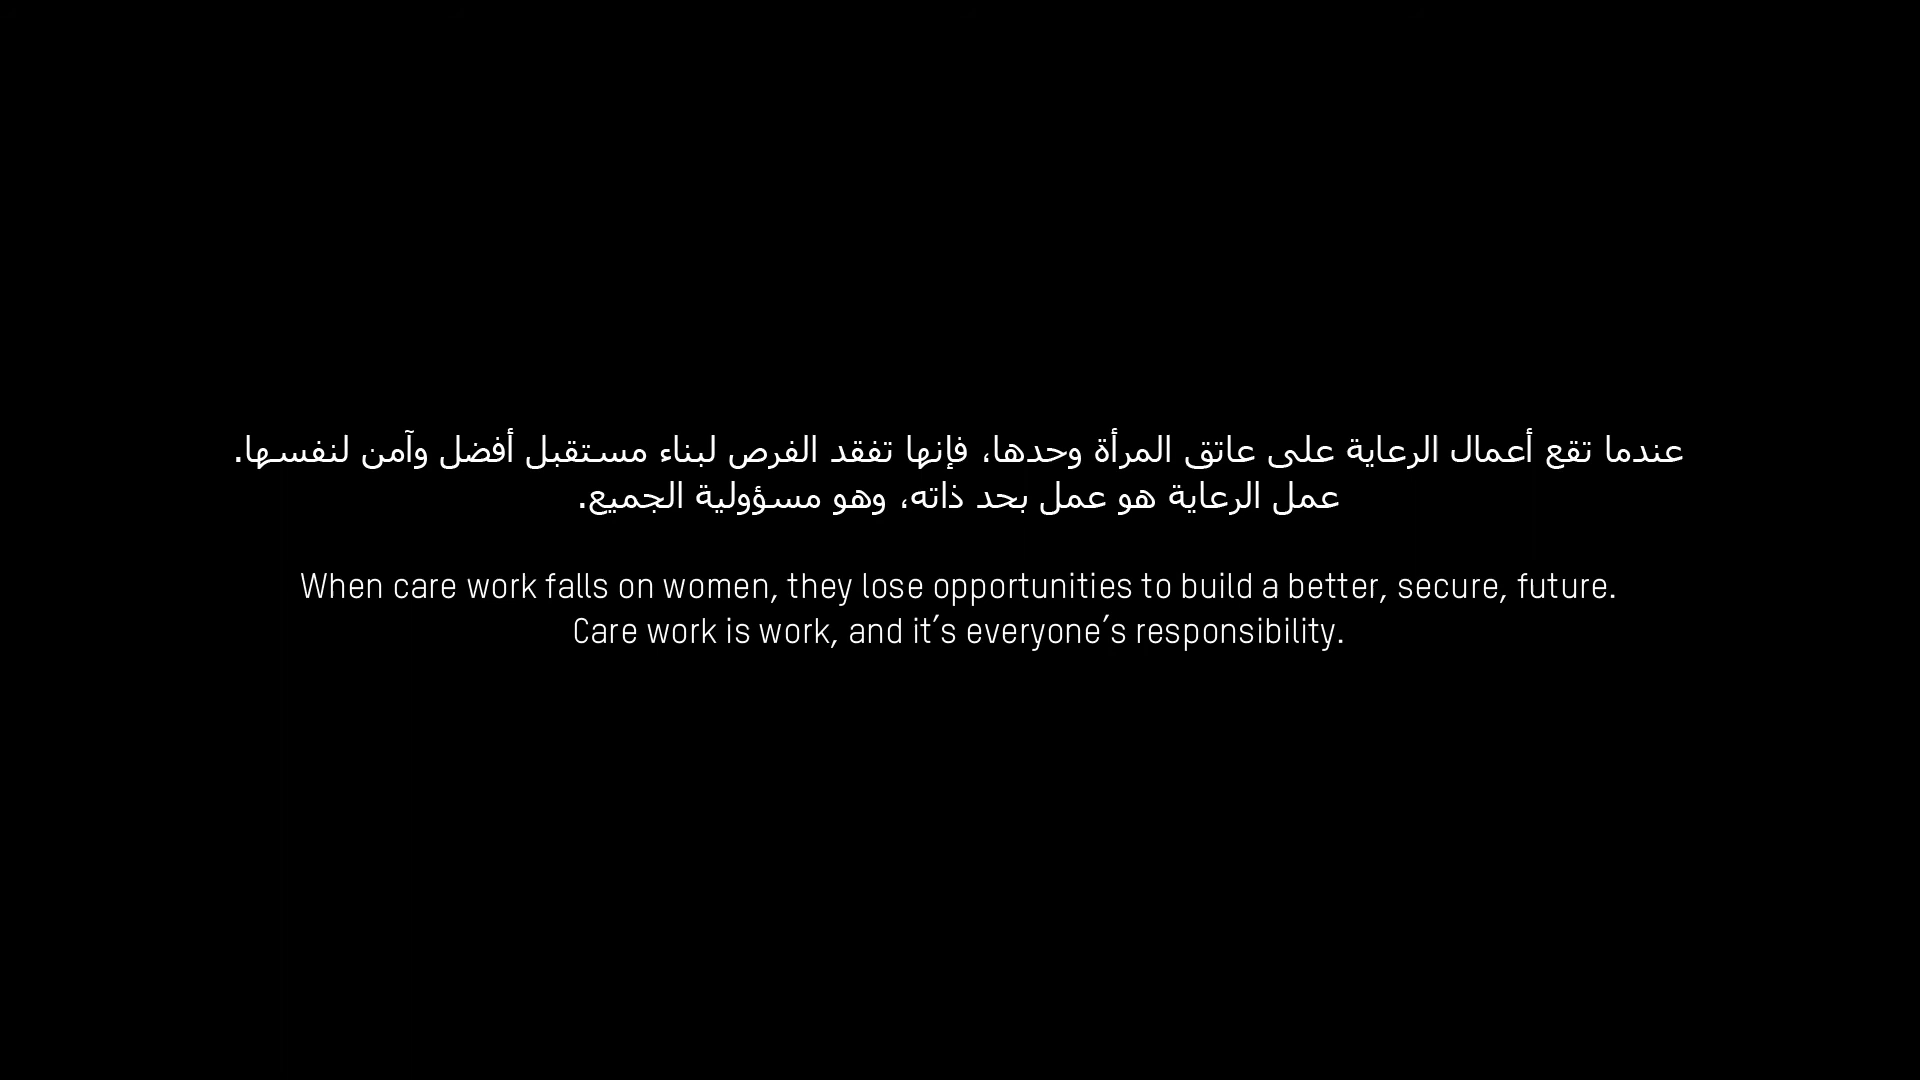 عندما تقع أعمال الرعاية على عاتق المرأة وحدها، فإنها تفقد الفرص لبناء مستقبل أفضل وآمن لنفسها.
عمل الرعاية هو عمل بحد ذاته، وهو مسؤولية الجميع.
When care work falls on women, they lose opportunities to build a better, secure, future.
Care work is work, and it’s everyone’s responsibility.